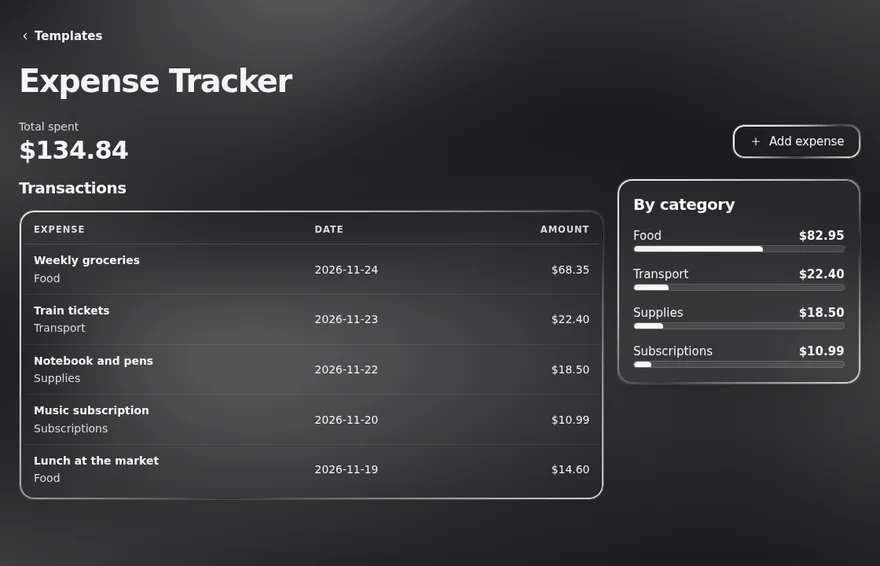 ‹ Templates
Expense Tracker
Total spent
$134.84
+ Add expense
Transactions
EXPENSE DATE AMOUNT
Weekly groceries
Food
2026-11-24
$68.35
Train tickets
Transport
2026-11-23
$22.40
Notebook and pens
Supplies
2026-11-22
$18.50
Music subscription
Subscriptions
2026-11-20
$10.99
Lunch at the market
Food
2026-11-19
$14.60
By category
Food $82.95
Transport $22.40
Supplies $18.50
Subscriptions $10.99